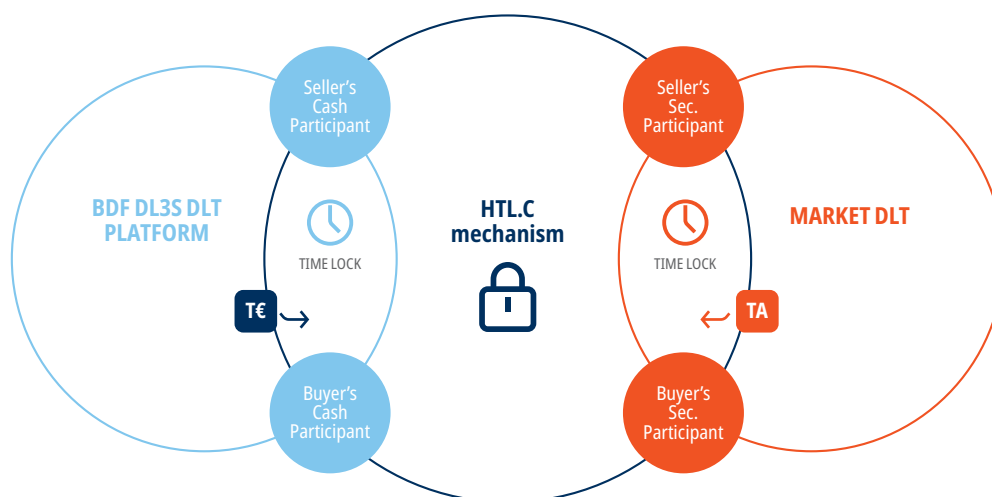 Seller's
Cash
Participant
Seller's
Sec.
Participant
BDF DL3S DLT
PLATFORM
TIME LOCK
HTL.C
mechanism
TIME LOCK
MARKET DLT
T€
TA
Buyer's
Cash
Participant
Buyer's
Sec.
Participant